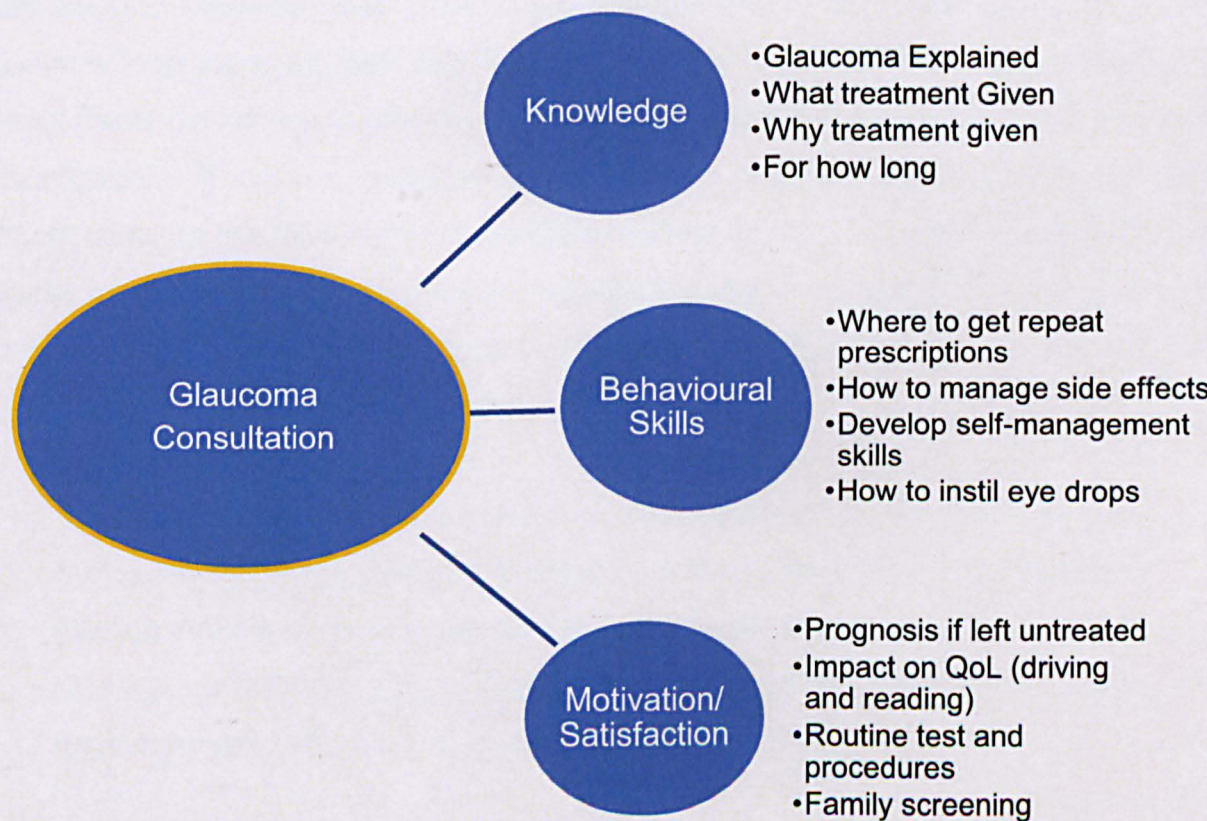 Knowledge
•Glaucoma Explained
•What treatment Given
•Why treatment given
•For how long
Glaucoma
Consultation
Behavioural
Skills
•Where to get repeat
prescriptions
•How to manage side effects
•Develop self-management
skills
•How to instil eye drops
Motivation/
Satisfaction
•Prognosis if left untreated
•Impact on QoL (driving
and reading)
•Routine test and
procedures
•Family screening